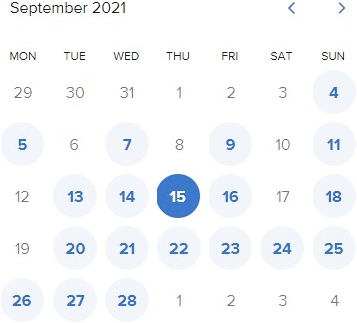 September 2021
MON TUE WED THU FRI SAT SUN
29 30 31 1 2 3 4
5 6 7 8 9 10 11
12 13 14 15 16 17 18
19 20 21 22 23 24 25
26 27 28 1 2 3 4